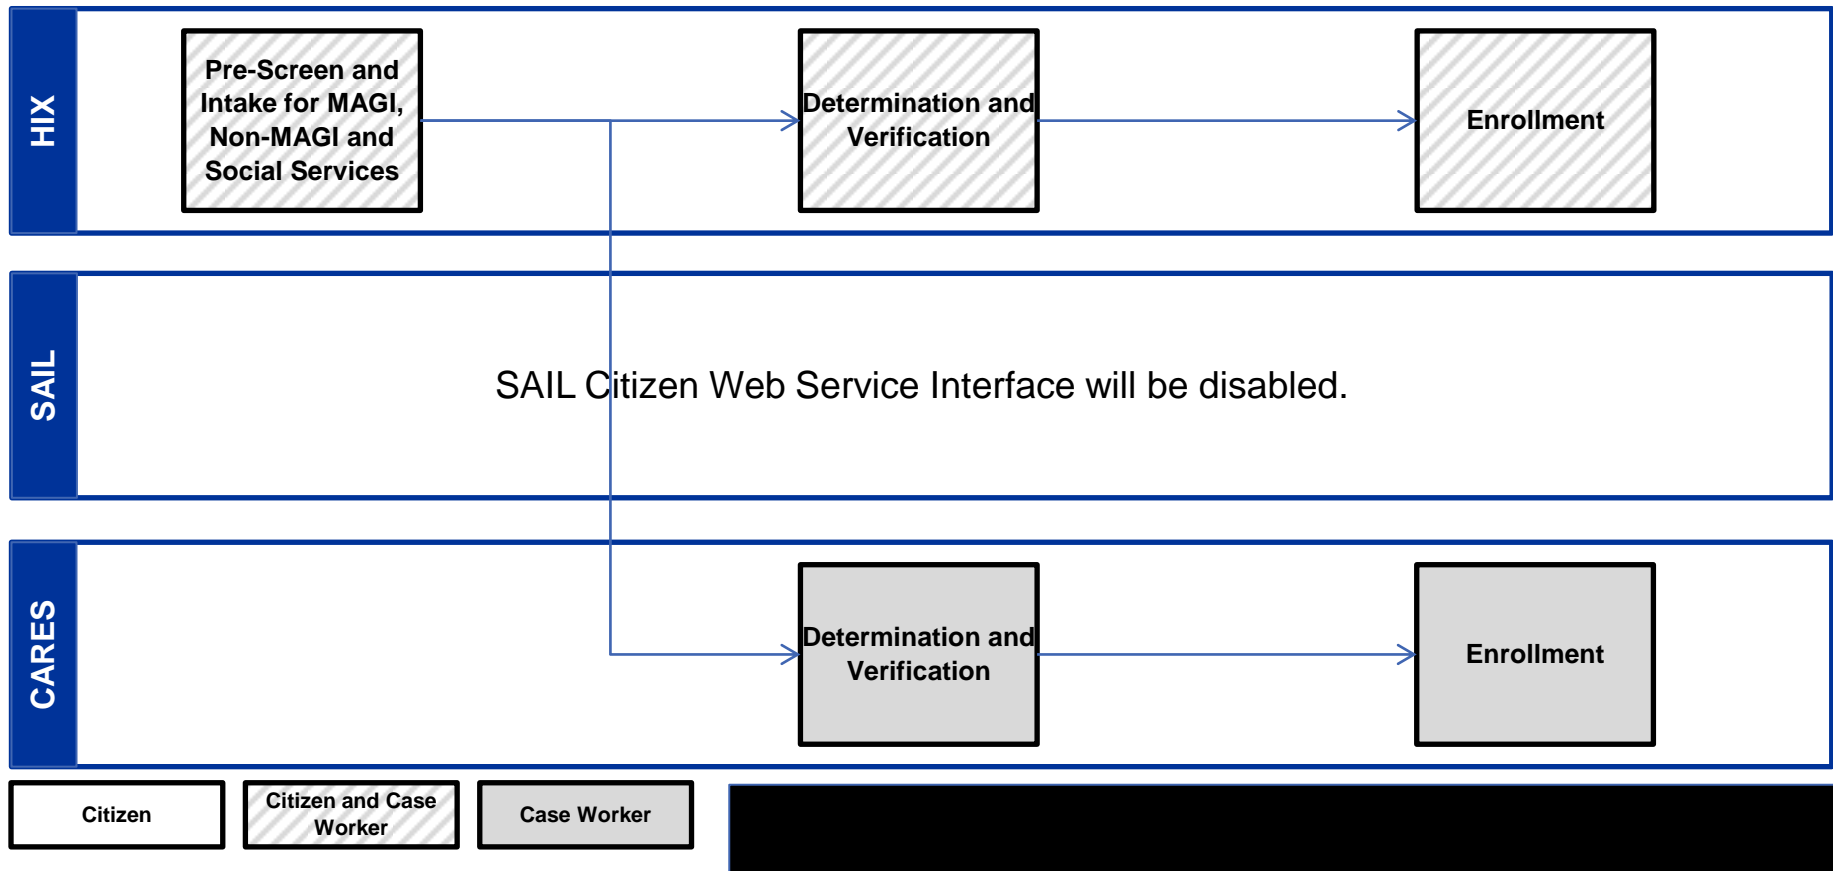 HIX
Pre-Screen and
Intake for MAGI,
Non-MAGI and
Social Services
Determination and
Verification
Enrollment
SAIL
SAIL Citizen Web Service Interface will be disabled.
CARES
Determination and
Verification
Enrollment
Citizen
Citizen and Case
Worker
Case Worker